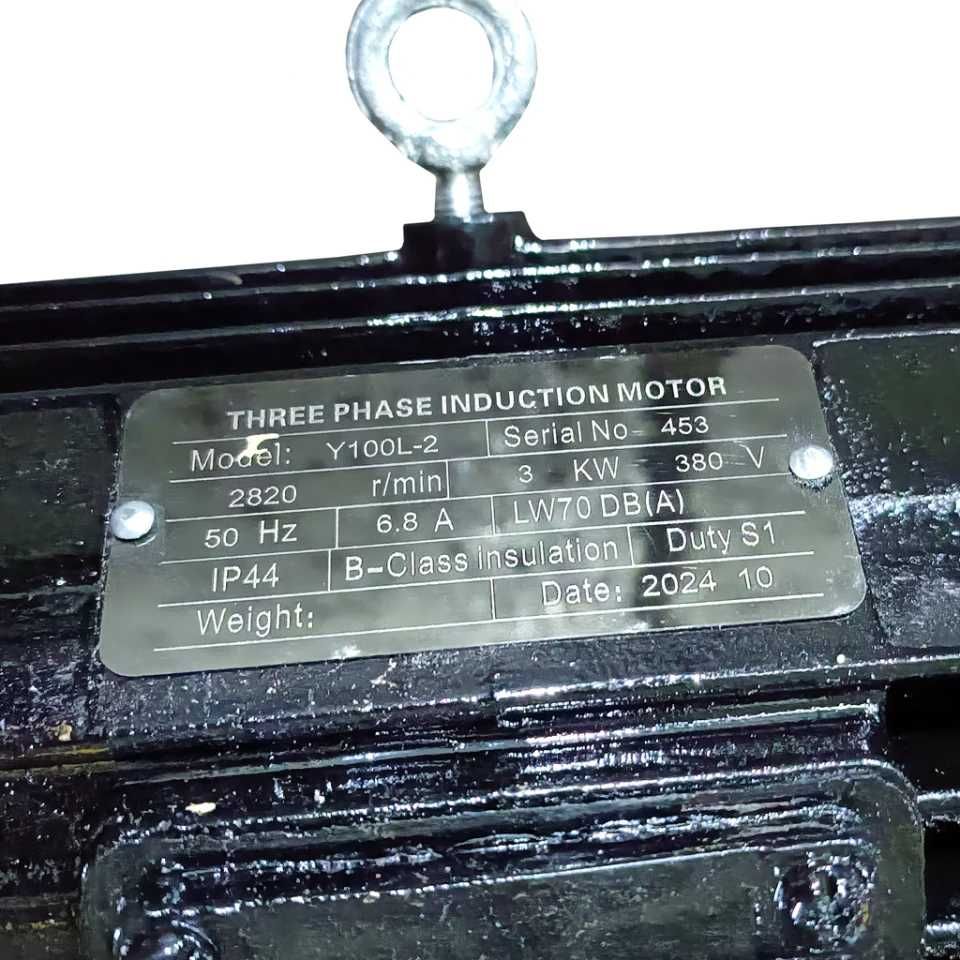 THREE PHASE INDUCTION MOTOR
Model: Y100L-2 Serial No 453
2820 r/min 3 KW 380 V
50 Hz 6.8 A LW70 DB(A)
IP44 B-Class insulation Duty S1
Weight: Date: 2024 10